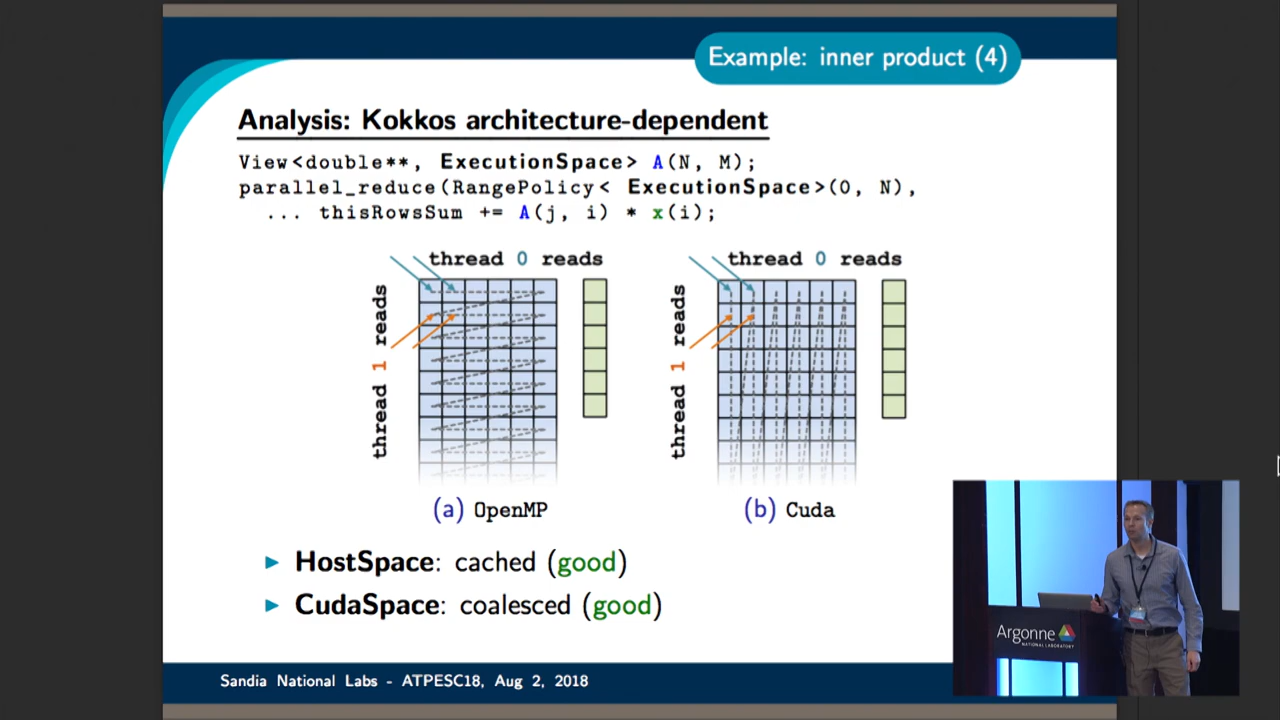 Example: inner product (4)
Analysis: Kokkos architecture-dependent
View<double**, ExecutionSpace> A(N, M);
parallel_reduce(RangePolicy< ExecutionSpace>(0, N),
... thisRowsSum += A(j, i) * x(i);
thread 0 reads
thread 1 reads
(a) OpenMP
thread 0 reads
thread 1 reads
(b) Cuda
► HostSpace: cached (good)
► CudaSpace: coalesced (good)
Sandia National Labs - ATPESC18, Aug 2, 2018
Argonne
NATIONAL LABORATORY